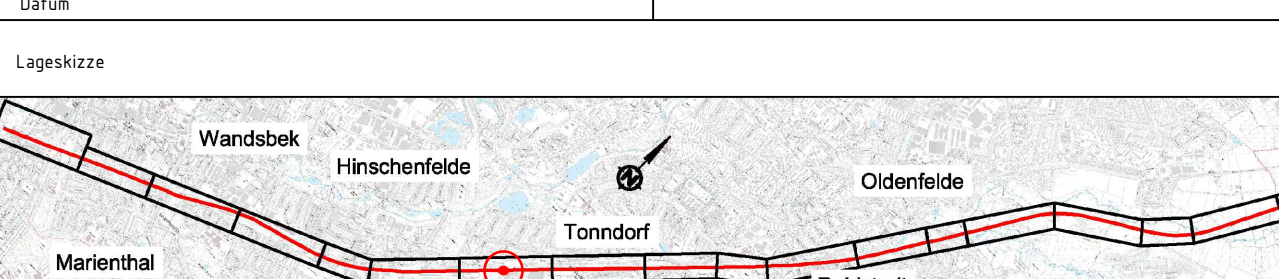 Datum
Lageskizze
Wandsbek
Hinschenfelde
Oldenfelde
Tonndorf
Marienthal